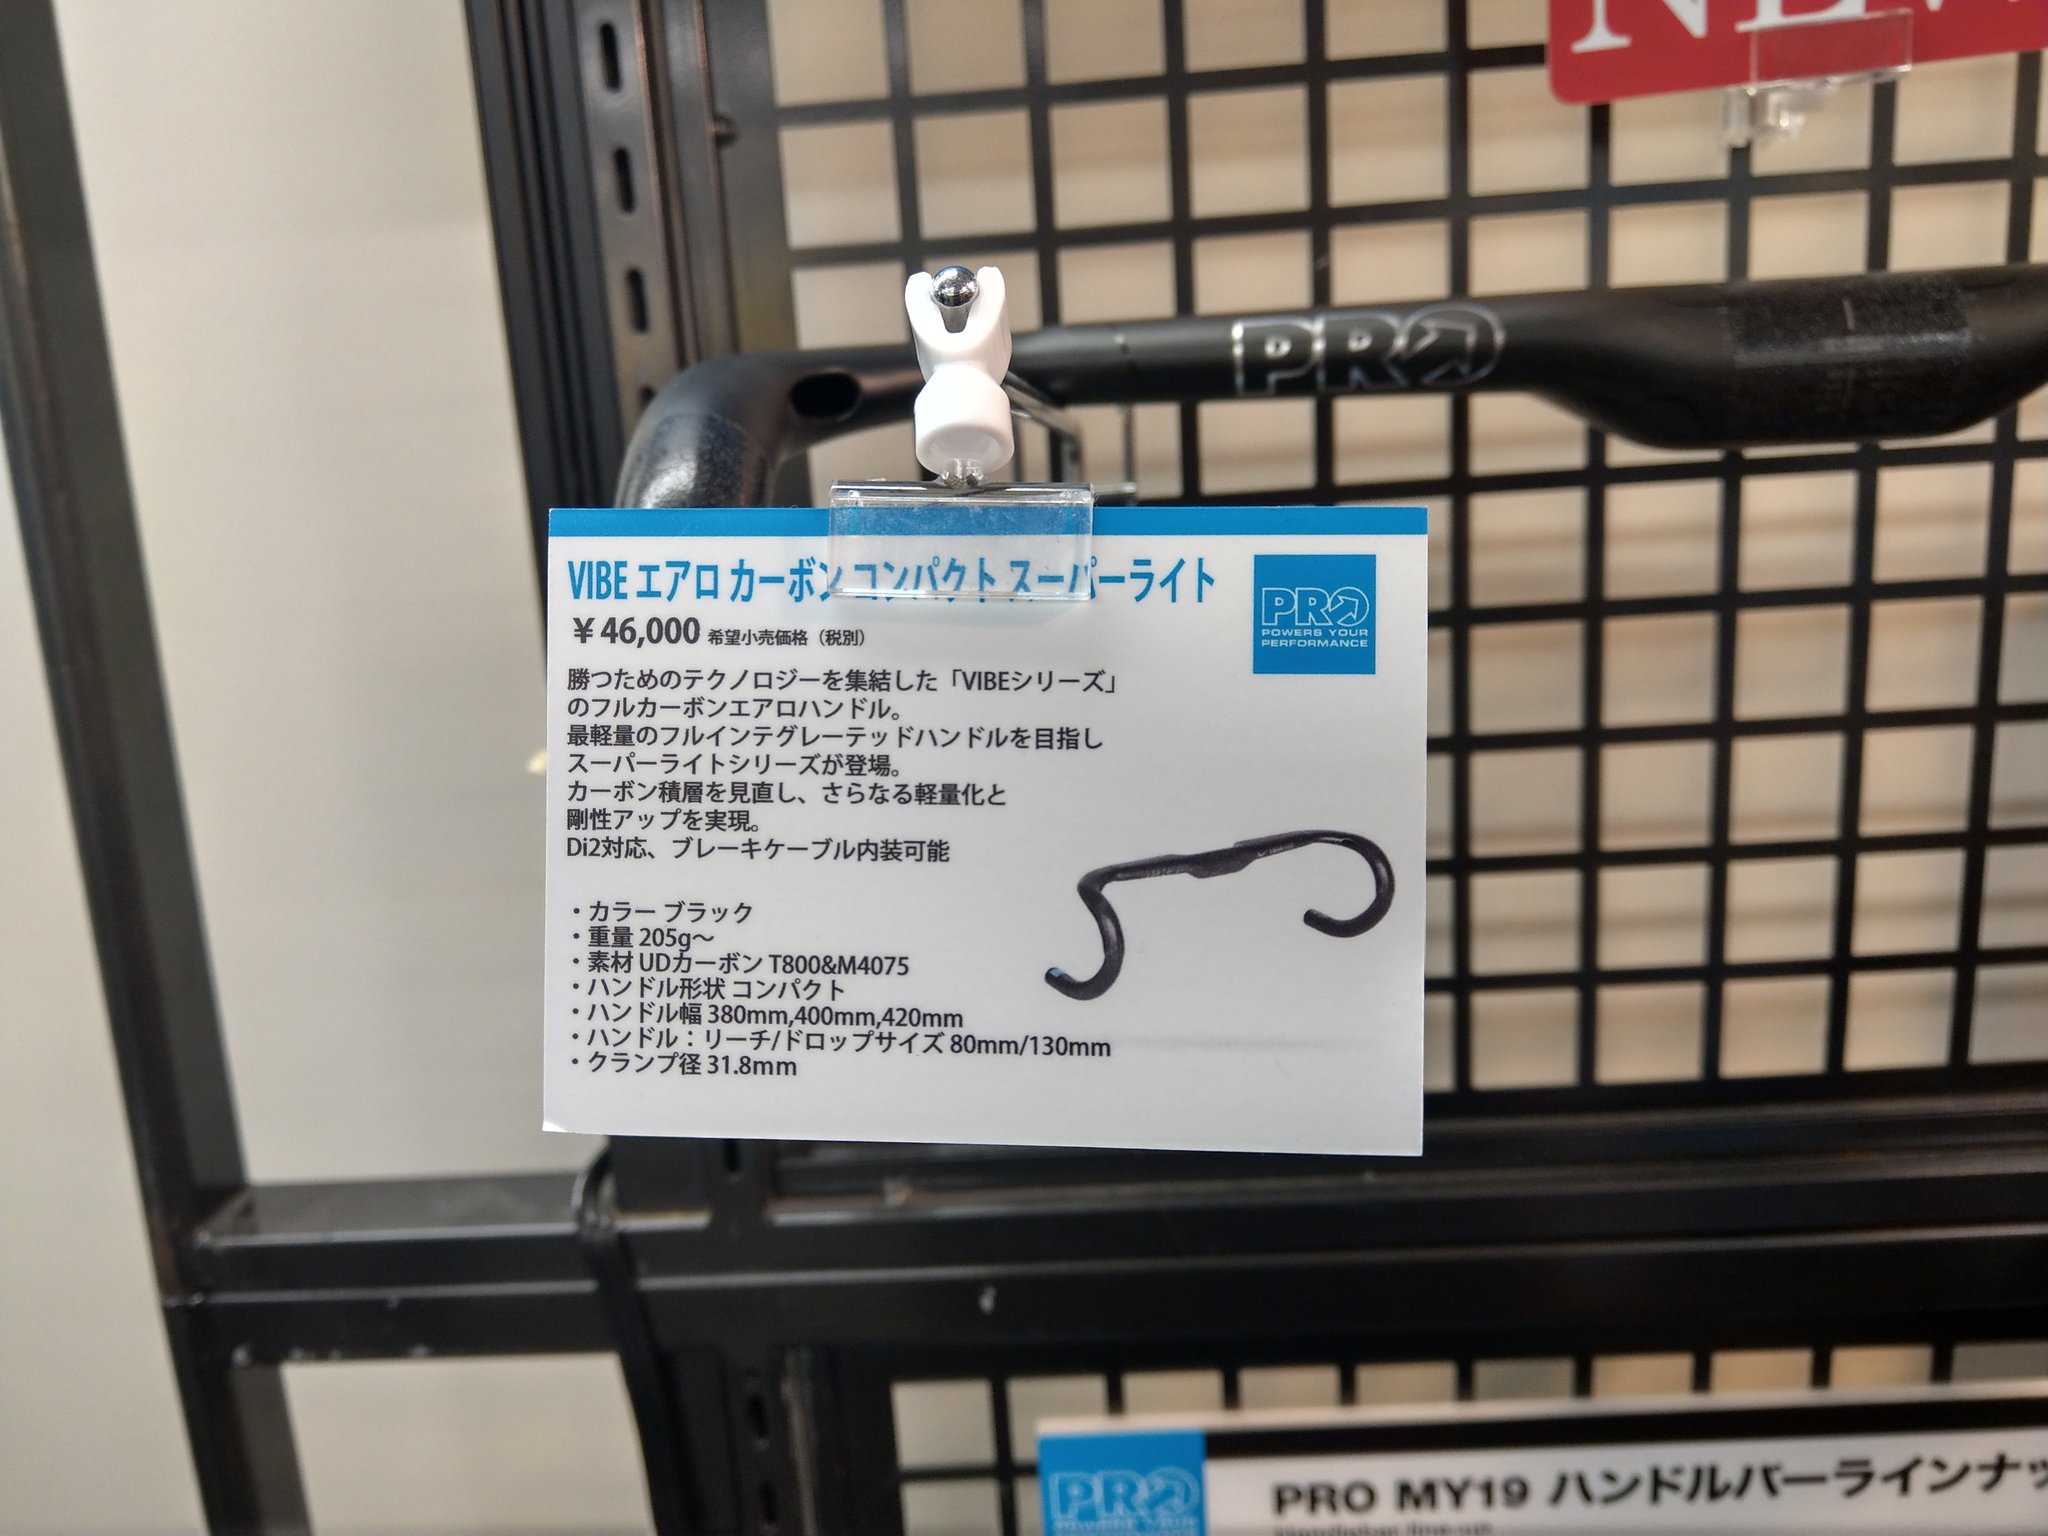 PRO
VIBE エアロ カーボン コンパクト スーパーライト
¥46,000 希望小売価格（税別）
PRO
POWERS YOUR
PERFORMANCE
勝つためのテクノロジーを集結した「VIBEシリーズ」
のフルカーボンエアロハンドル。
最軽量のフルインテグレーテッドハンドルを目指し
スーパーライトシリーズが登場。
カーボン積層を見直し、さらなる軽量化と
剛性アップを実現。
Di2対応、ブレーキケーブル内装可能
・カラー ブラック
・重量 205g～
・素材 UDカーボン T800&M4075
・ハンドル形状 コンパクト
・ハンドル幅 380mm,400mm,420mm
・ハンドル：リーチ/ドロップサイズ 80mm/130mm
・クランプ径 31.8mm
PRO
PRO MY19 ハンドルバーラインナッ